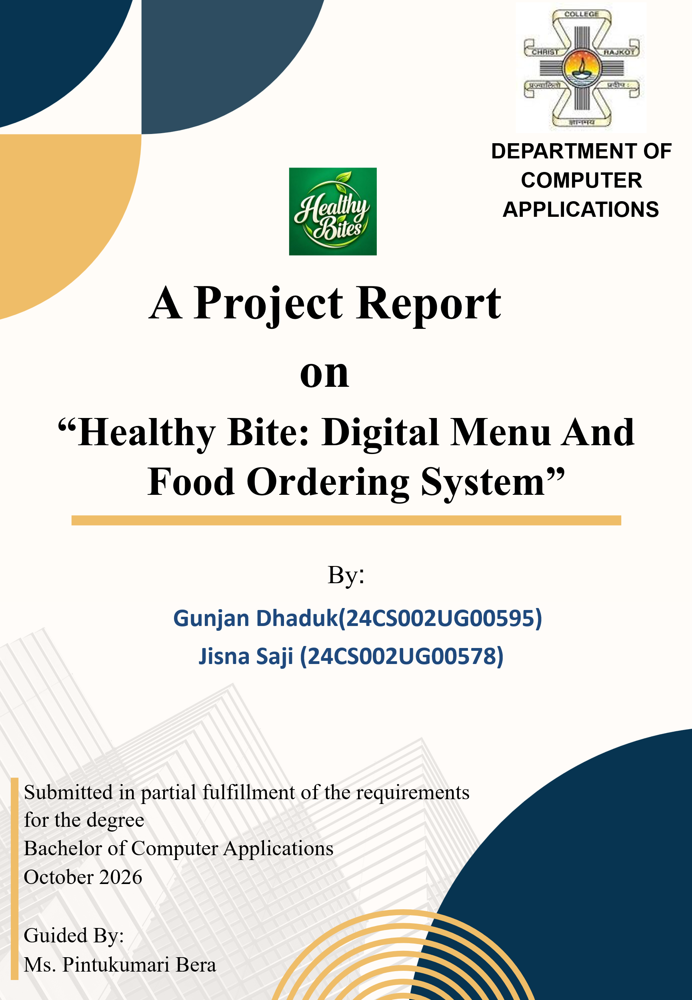 COLLEGE
CHRIST RAJKOT
प्रज्वालितो प्रदीप :
ज्ञानमय
DEPARTMENT OF
COMPUTER
APPLICATIONS
Healthy
Bites
A Project Report
on
“Healthy Bite: Digital Menu And
Food Ordering System”
By:
Gunjan Dhaduk(24CS002UG00595)
Jisna Saji (24CS002UG00578)
Submitted in partial fulfillment of the requirements
for the degree
Bachelor of Computer Applications
October 2026
Guided By:
Ms. Pintukumari Bera